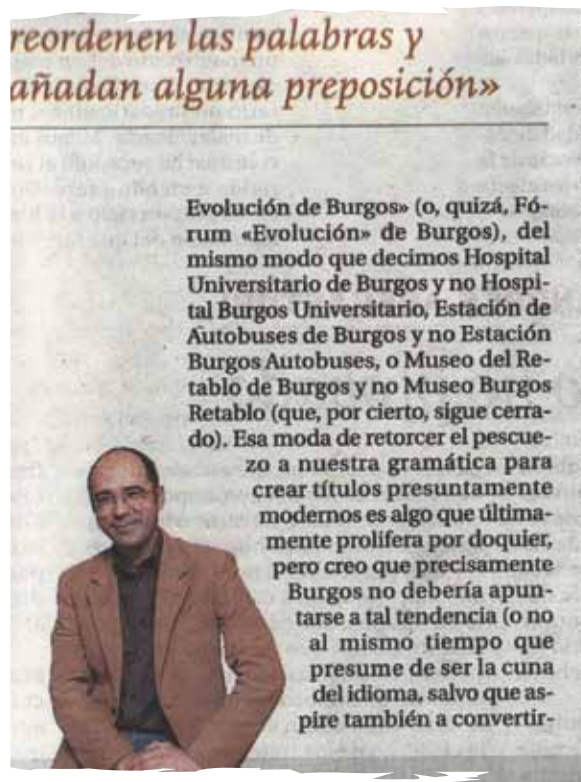 reordenen las palabras y
añadan alguna preposición»
Evolución de Burgos» (o, quizá, Fó-
rum «Evolución» de Burgos), del
mismo modo que decimos Hospital
Universitario de Burgos y no Hospi-
tal Burgos Universitario, Estación de
Autobuses de Burgos y no Estación
Burgos Autobuses, o Museo del Re-
tablo de Burgos y no Museo Burgos
Retablo (que, por cierto, sigue cerra-
do). Esa moda de retorcer el pescue-
zo a nuestra gramática para
crear títulos presuntamente
modernos es algo que última-
mente prolifera por doquier,
pero creo que precisamente
Burgos no debería apun-
tarse a tal tendencia (o no
al mismo tiempo que
presume de ser la cuna
del idioma, salvo que as-
pire también a convertir-